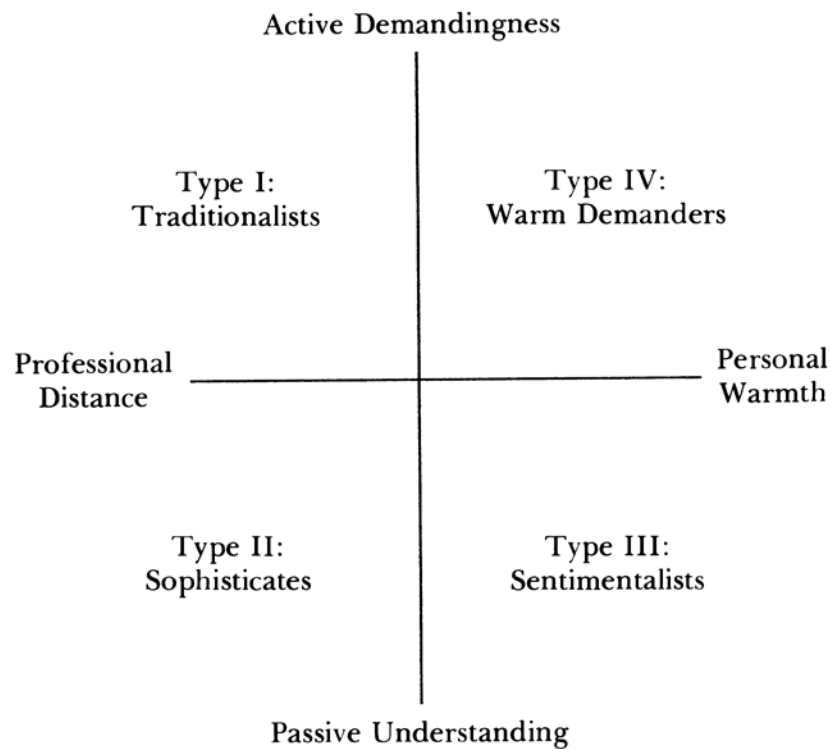 Active Demandingness
Type I:
Traditionalists
Type IV:
Warm Demanders
Professional
Distance
Personal
Warmth
Type II:
Sophisticates
Type III:
Sentimentalists
Passive Understanding